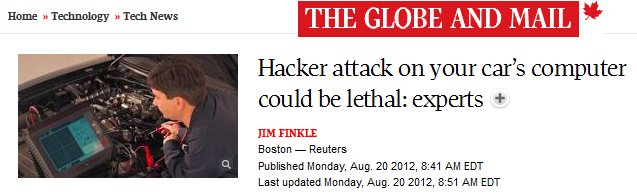 Home » Technology » Tech News
THE GLOBE AND MAIL
Hacker attack on your car's computer
could be lethal: experts
JIM FINKLE
Boston — Reuters
Published Monday, Aug. 20 2012, 8:41 AM EDT
Last updated Monday, Aug. 20 2012, 8:51 AM EDT